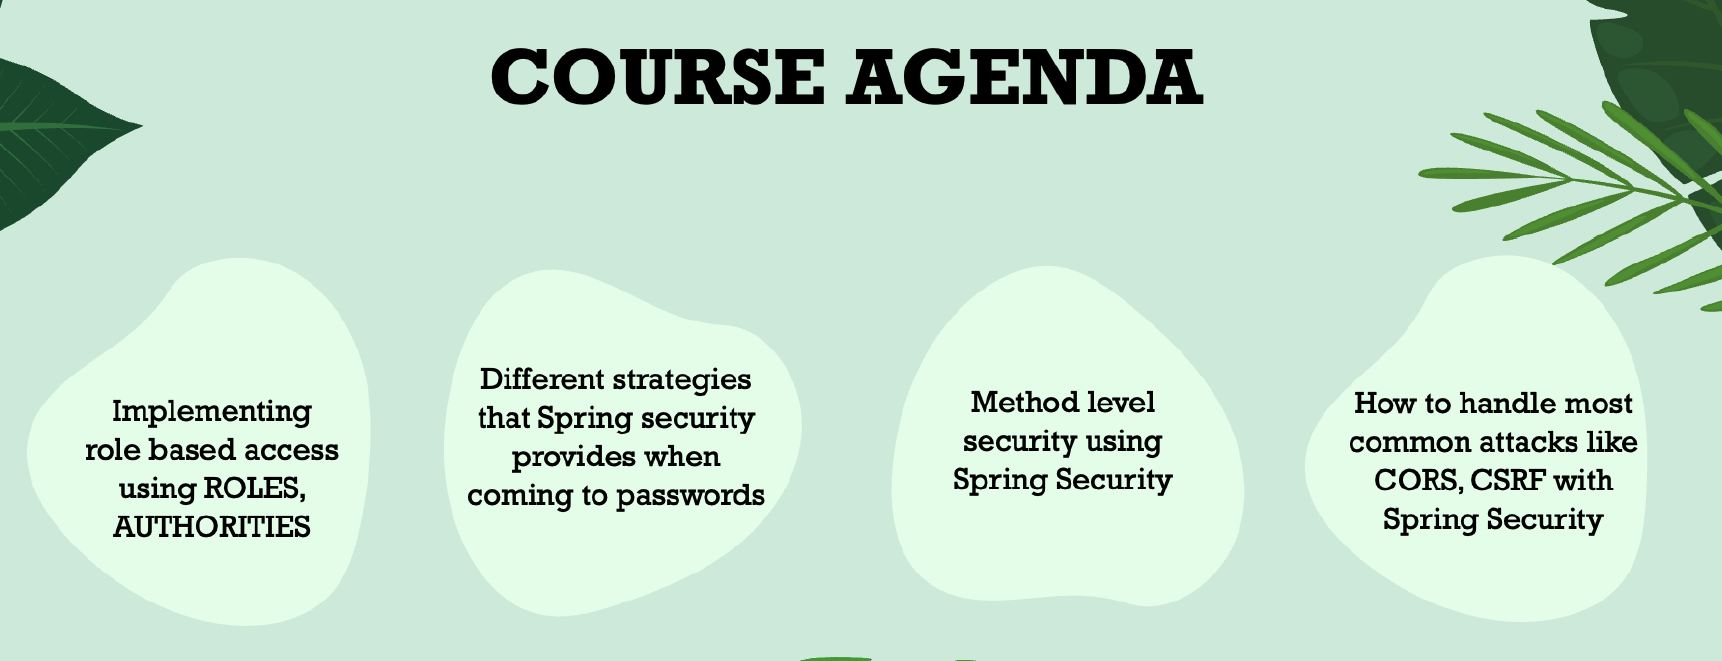 COURSE AGENDA
Implementing
role based access
using ROLES,
AUTHORITIES
Different strategies
that Spring security
provides when
coming to passwords
Method level
security using
Spring Security
How to handle most
common attacks like
CORS, CSRF with
Spring Security